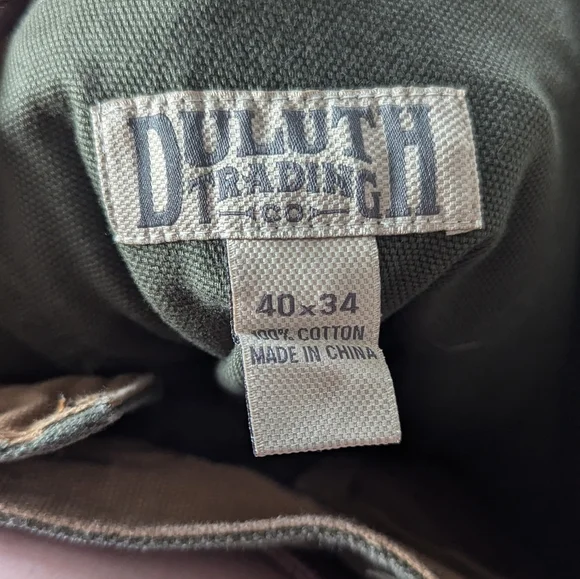 DULUTH
TRADING
CO.
40x34
100% COTTON
MADE IN CHINA